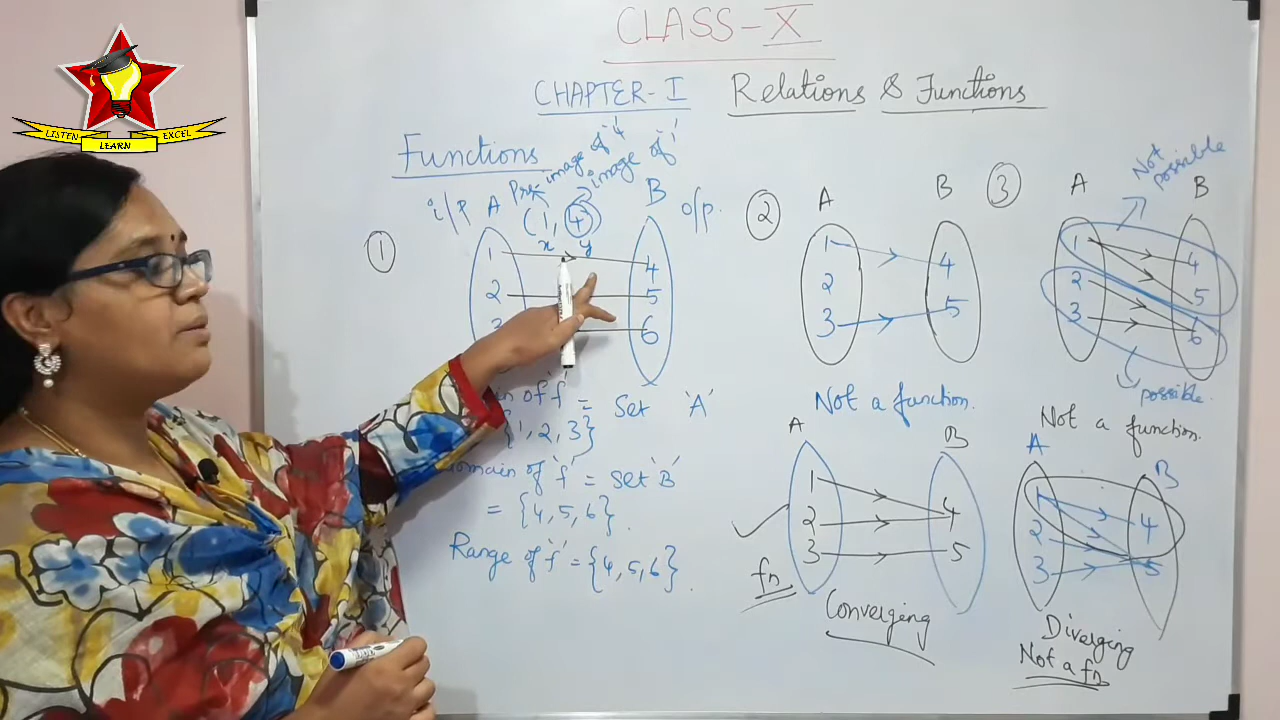 LISTEN
LEARN
EXCEL
CLASS-X
CHAPTER-I Relations & Functions
Functions
Pre-image of '4'
image of '1'
①
i/p A
(1, 4)
x y
B o/p.
1
2
3
4
5
6
of 'f' = Set 'A'
{1, 2, 3}
domain of 'f' = Set 'B'
= {4, 5, 6}.
Range of 'f' = {4, 5, 6}.
②
A B
1
2
3
4
5
Not a function.
③
Not possible
A B
1
2
3
4
5
6
possible.
Not a function.
A B
1
2
3
4
5
fn
Converging
A B
1
2
3
4
5
Diverging
Not a fn